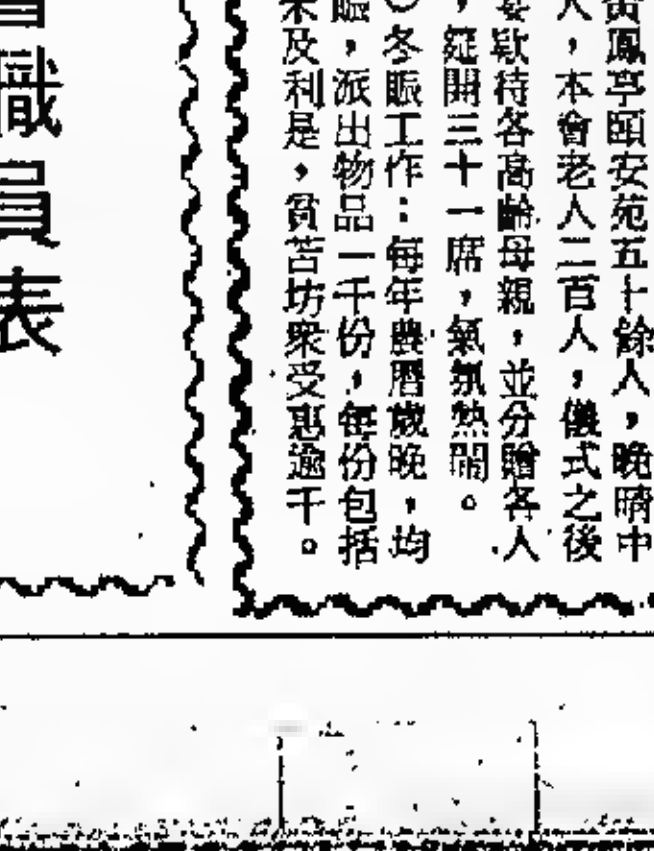 黃鳳亭頤安苑五十餘人，晚晴中
人，本會老人二百人，儀式之後
宴歡待各高齡母親，並分贈各人
，筵開三十一席，氣氛熱鬧。
冬賑工作：每年農曆歲晚，均
賑，派出物品一千份，每份包括
米及利是，貧苦坊衆受惠逾千。
職員表